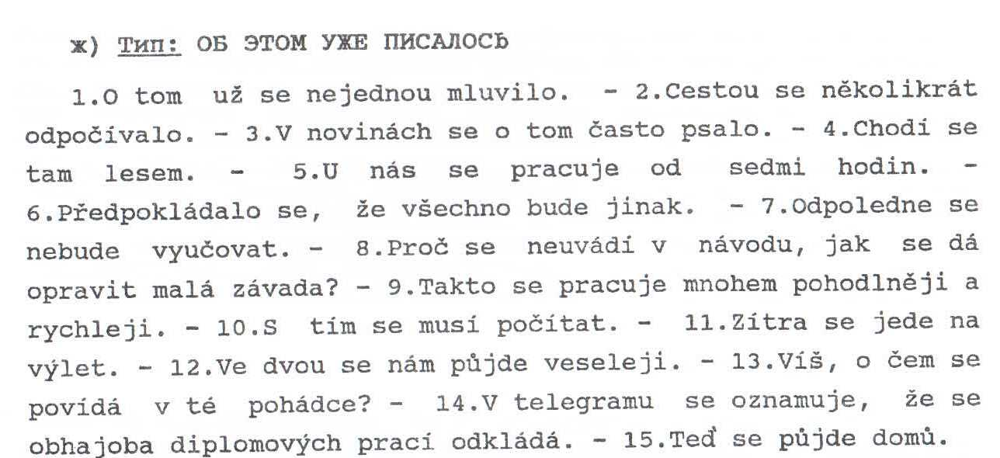 ж) Тип: ОБ ЭТОМ УЖЕ ПИСАЛОСЬ
1.O tom už se nejednou mluvilo. - 2.Cestou se několikrát
odpočívalo. - 3.V novinách se o tom často psalo. - 4.Chodí se
tam lesem. - 5.U nás se pracuje od sedmi hodin. -
6.Předpokládalo se, že všechno bude jinak. - 7.Odpoledne se
nebude vyučovat. - 8.Proč se neuvádí v návodu, jak se dá
opravit malá závada? - 9.Takto se pracuje mnohem pohodlněji a
rychleji. - 10.S tím se musí počítat. - 11.Zítra se jede na
výlet. - 12.Ve dvou se nám půjde veseleji. - 13.Víš, o čem se
povídá v té pohádce? - 14.V telegramu se oznamuje, že se
obhajoba diplomových prací odkládá. - 15.Teď se půjde domů.